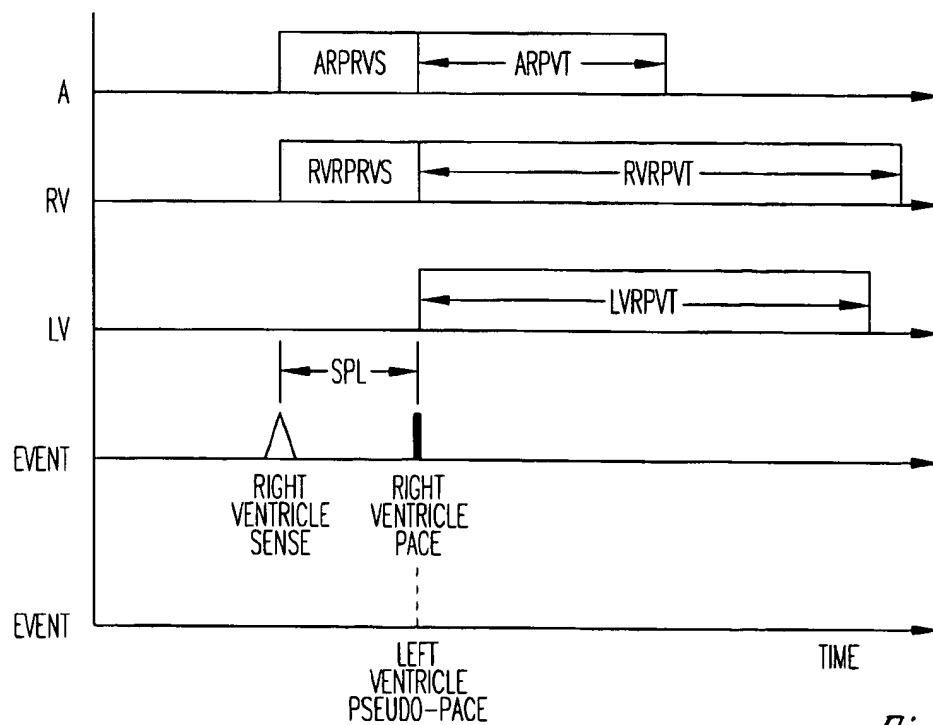 A
ARPRVS
ARPVT
RV
RVRPRVS
RVRPVT
LV
LVRPVT
SPL
EVENT
RIGHT
VENTRICLE
SENSE
RIGHT
VENTRICLE
PACE
EVENT
LEFT
VENTRICLE
PSEUDO-PACE
TIME